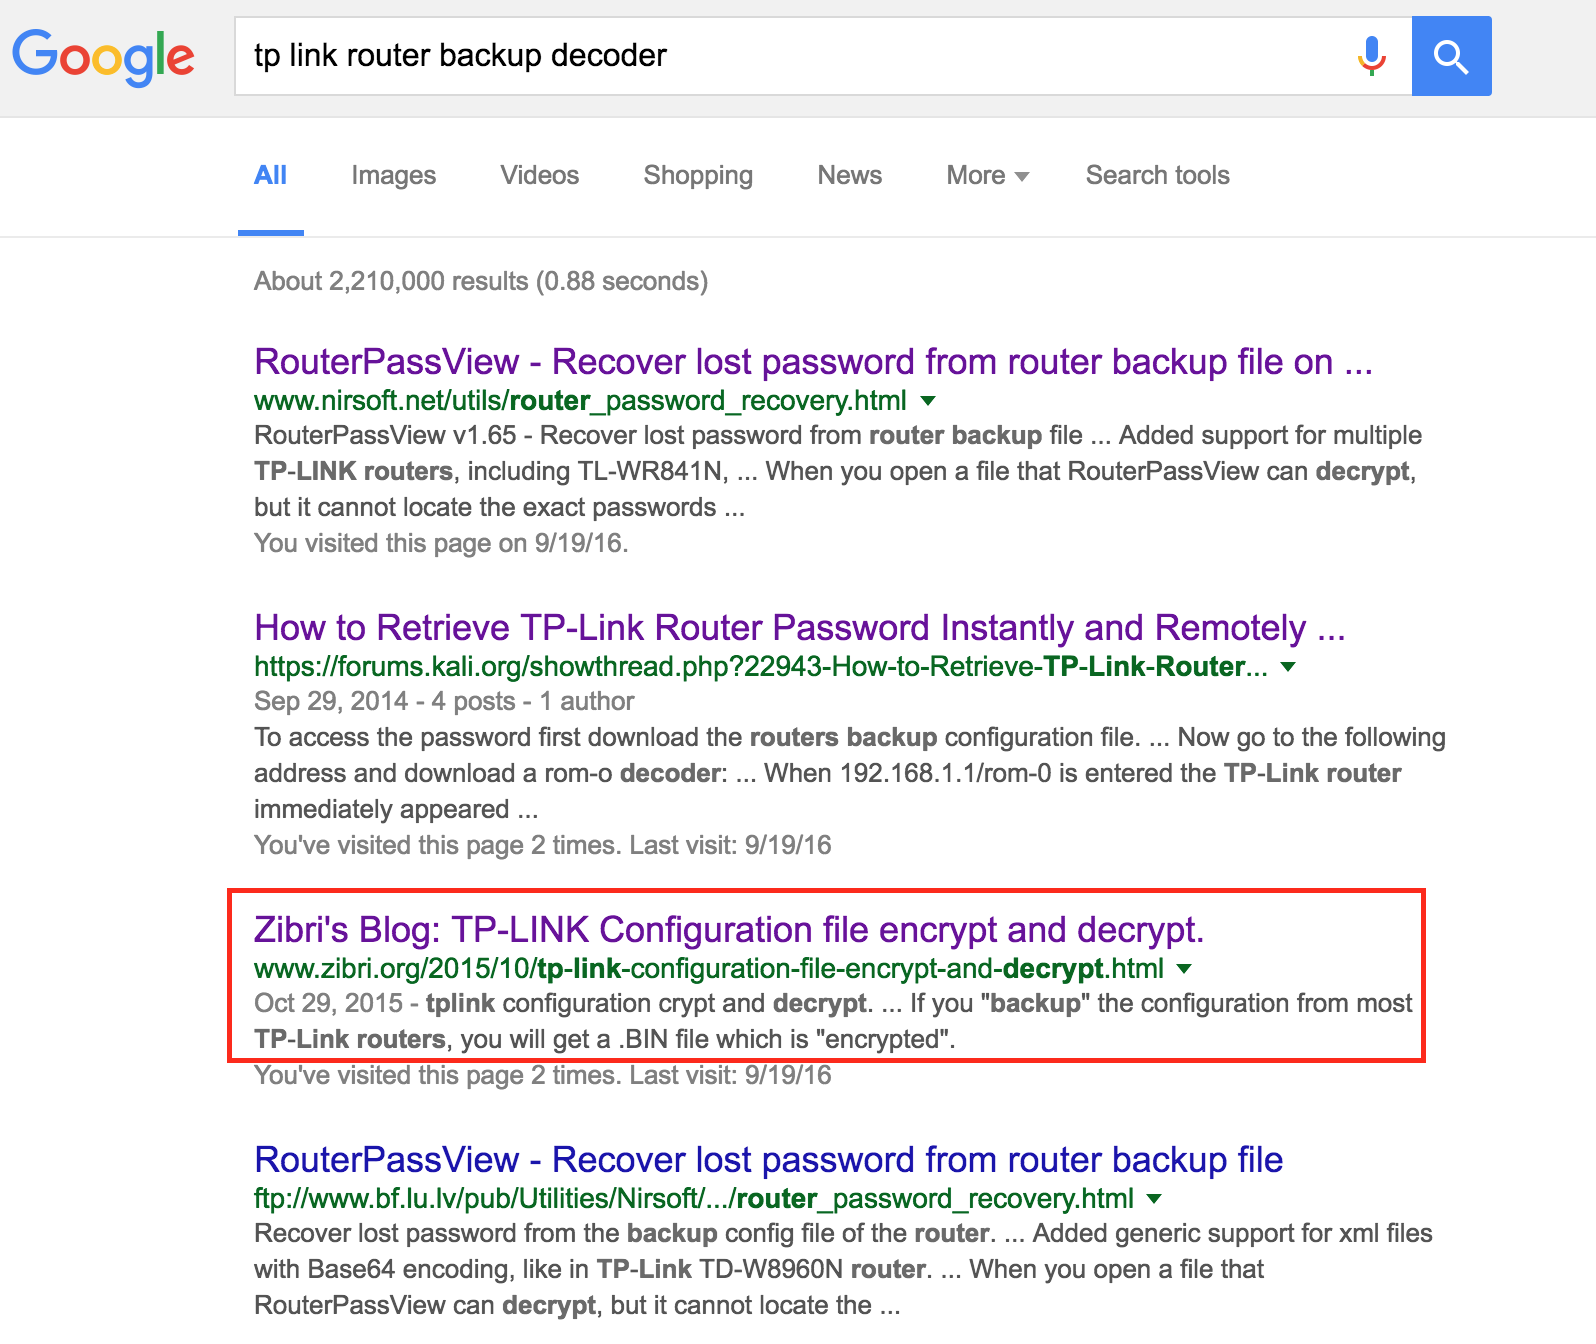 Google
tp link router backup decoder
All Images Videos Shopping News More Search tools
About 2,210,000 results (0.88 seconds)
RouterPassView - Recover lost password from router backup file on ...
www.nirsoft.net/utils/router_password_recovery.html
RouterPassView v1.65 - Recover lost password from router backup file ... Added support for multiple
TP-LINK routers, including TL-WR841N, ... When you open a file that RouterPassView can decrypt,
but it cannot locate the exact passwords ...
You visited this page on 9/19/16.
How to Retrieve TP-Link Router Password Instantly and Remotely ...
https://forums.kali.org/showthread.php?22943-How-to-Retrieve-TP-Link-Router...
Sep 29, 2014 - 4 posts - 1 author
To access the password first download the routers backup configuration file. ... Now go to the following
address and download a rom-o decoder: ... When 192.168.1.1/rom-0 is entered the TP-Link router
immediately appeared ...
You've visited this page 2 times. Last visit: 9/19/16
Zibri's Blog: TP-LINK Configuration file encrypt and decrypt.
www.zibri.org/2015/10/tp-link-configuration-file-encrypt-and-decrypt.html
Oct 29, 2015 - tplink configuration crypt and decrypt. ... If you "backup" the configuration from most
TP-Link routers, you will get a .BIN file which is "encrypted".
You've visited this page 2 times. Last visit: 9/19/16
RouterPassView - Recover lost password from router backup file
ftp://www.bf.lu.lv/pub/Utilities/Nirsoft/.../router_password_recovery.html
Recover lost password from the backup config file of the router. ... Added generic support for xml files
with Base64 encoding, like in TP-Link TD-W8960N router. ... When you open a file that
RouterPassView can decrypt, but it cannot locate the ...